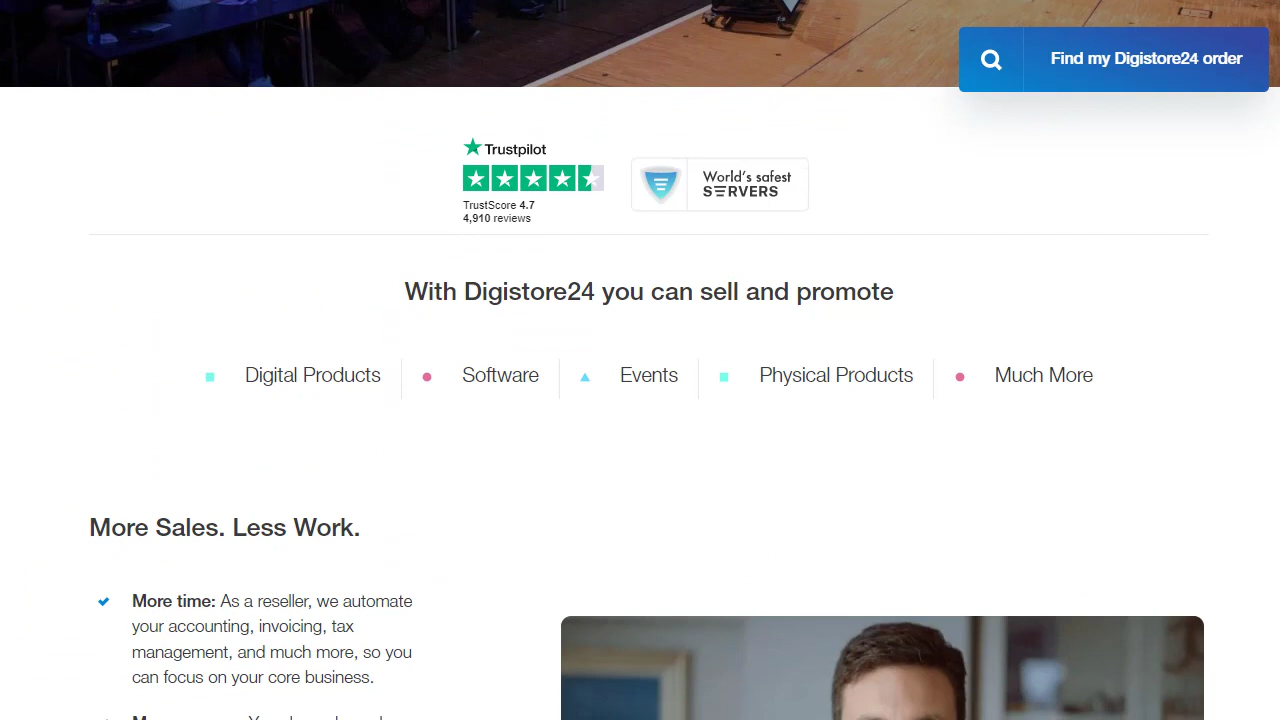 Find my Digistore24 order
Trustpilot
TrustScore 4.7
4,910 reviews
World's safest
SERVERS
With Digistore24 you can sell and promote
Digital Products
Software
Events
Physical Products
Much More
More Sales. Less Work.
More time: As a reseller, we automate
your accounting, invoicing, tax
management, and much more, so you
can focus on your core business.